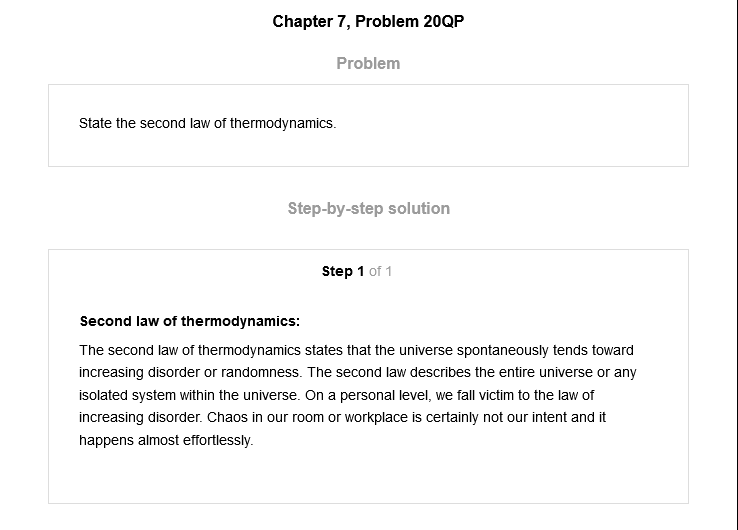 Chapter 7, Problem 20QP
Problem
State the second law of thermodynamics.
Step-by-step solution
Step 1 of 1
Second law of thermodynamics:
The second law of thermodynamics states that the universe spontaneously tends toward
increasing disorder or randomness. The second law describes the entire universe or any
isolated system within the universe. On a personal level, we fall victim to the law of
increasing disorder. Chaos in our room or workplace is certainly not our intent and it
happens almost effortlessly.